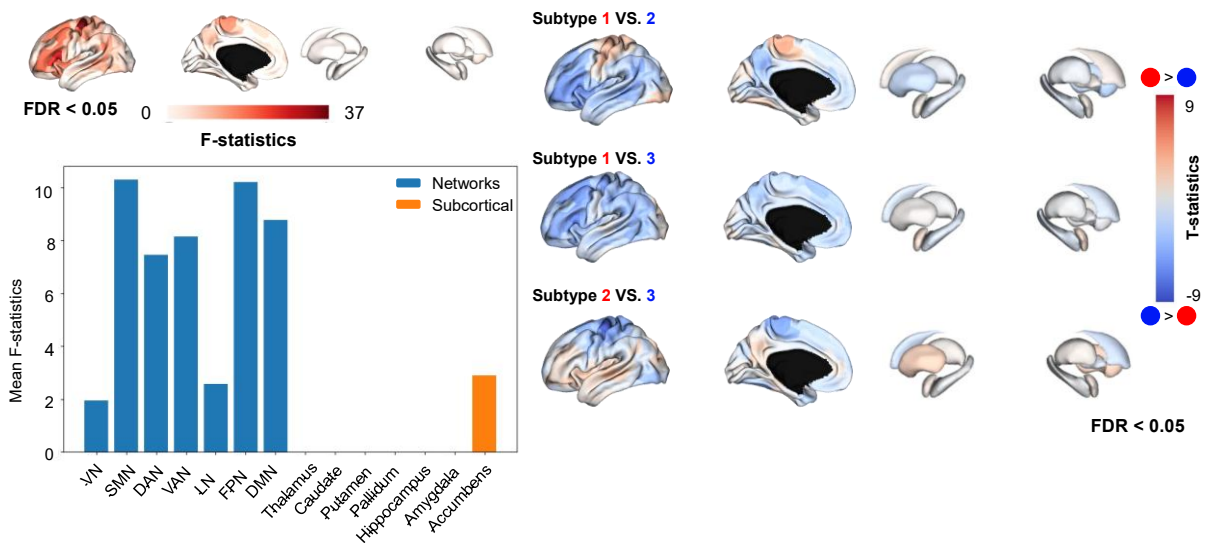 FDR < 0.05
0
37
F-statistics
Mean F-statistics
10
8
6
4
2
0
Networks
Subcortical
VN
SMN
DAN
VAN
LN
FPN
DMN
Thalamus
Caudate
Putamen
Pallidum
Hippocampus
Amygdala
Accumbens
Subtype 1 VS. 2
Subtype 1 VS. 3
Subtype 2 VS. 3
>
9
T-statistics
-9
>
FDR < 0.05